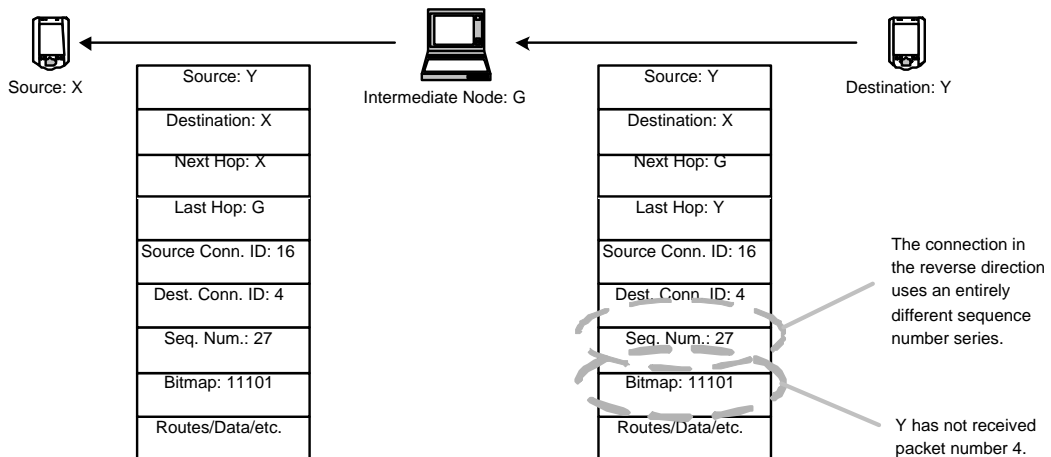 Source: X
Intermediate Node: G
Destination: Y
Source: Y
Destination: X
Next Hop: X
Last Hop: G
Source Conn. ID: 16
Dest. Conn. ID: 4
Seq. Num.: 27
Bitmap: 11101
Routes/Data/etc.
Source: Y
Destination: X
Next Hop: G
Last Hop: Y
Source Conn. ID: 16
Dest. Conn. ID: 4
Seq. Num.: 27
Bitmap: 11101
Routes/Data/etc.
The connection in
the reverse direction
uses an entirely
different sequence
number series.
Y has not received
packet number 4.